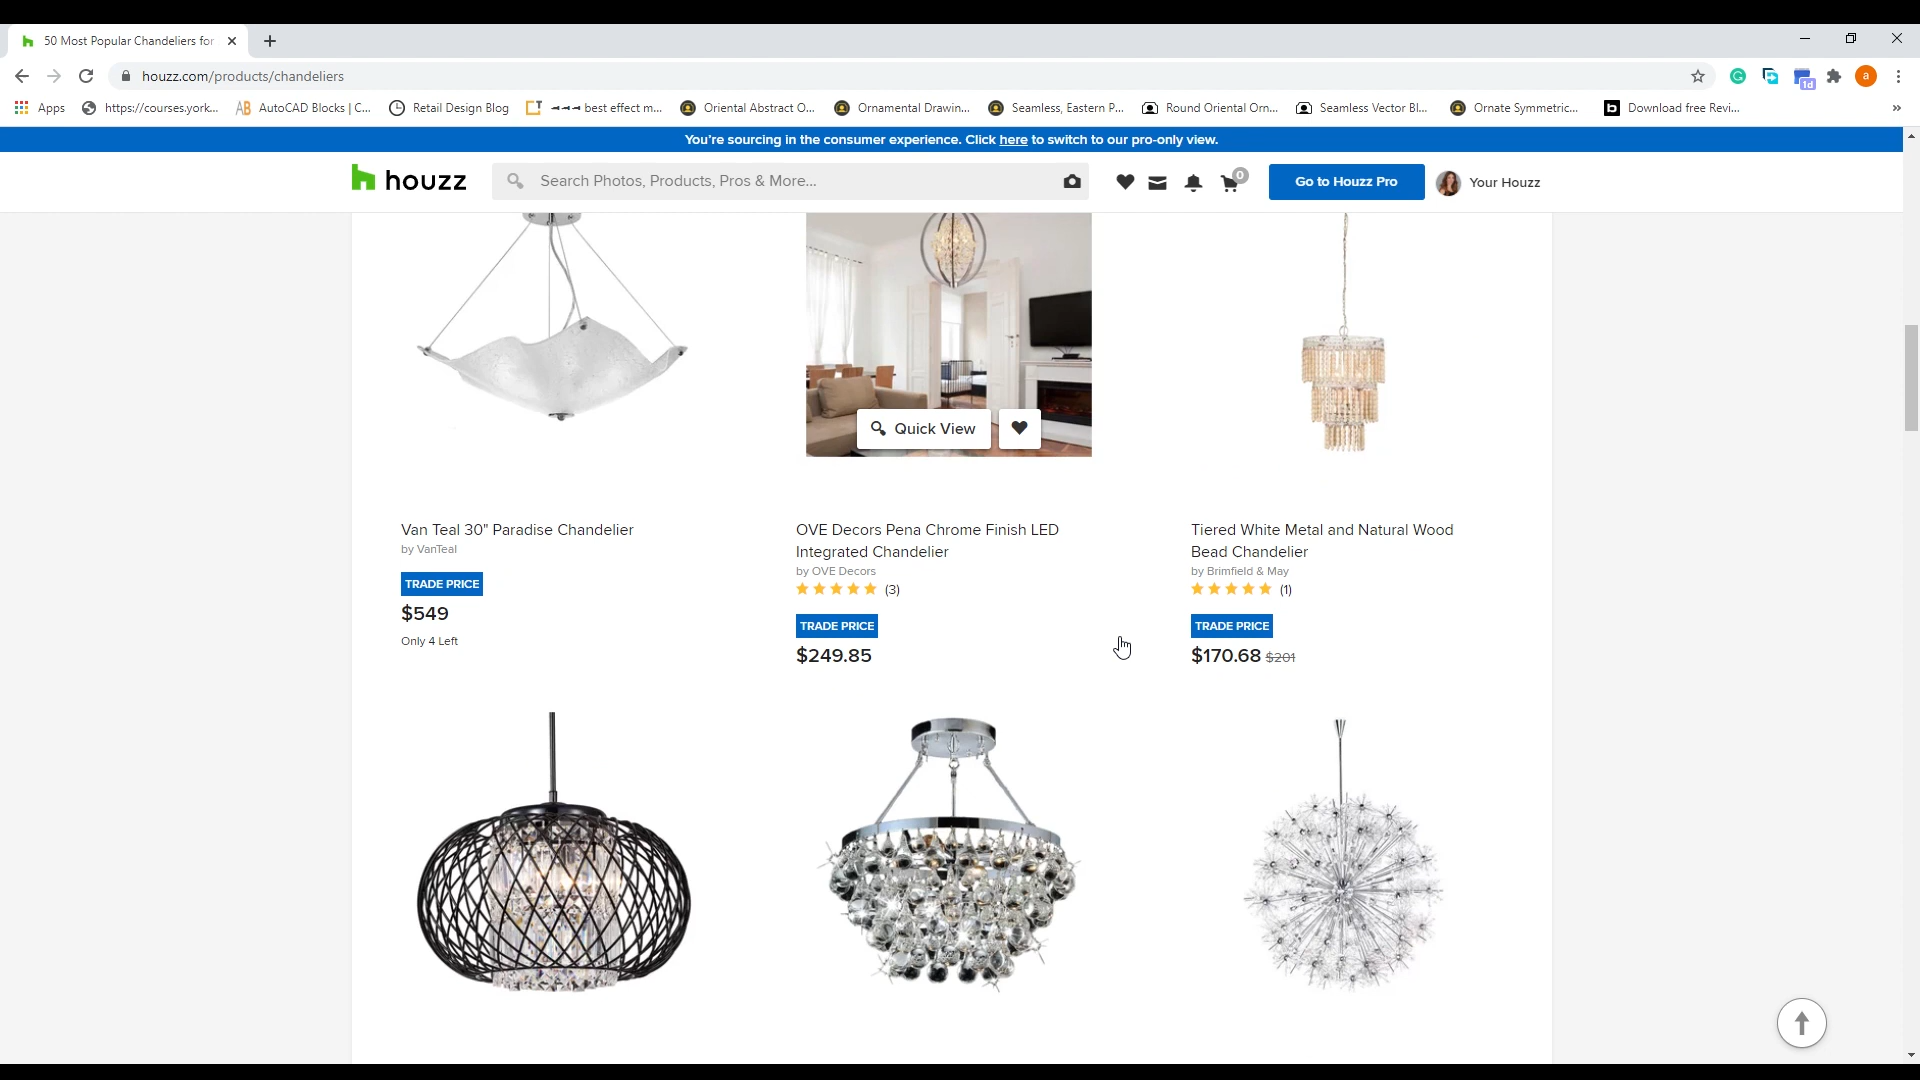 50 Most Popular Chandeliers for
houzz.com/products/chandeliers
a
1d
Apps
https://courses.york...
AB
AutoCAD Blocks | C...
Retail Design Blog
best effect m...
Oriental Abstract O...
Ornamental Drawin...
Seamless, Eastern P...
Round Oriental Orn...
Seamless Vector Bl...
Ornate Symmetric...
b
Download free Revi...
»
You're sourcing in the consumer experience. Click here to switch to our pro-only view.
houzz
Search Photos, Products, Pros & More...
0
Go to Houzz Pro
Your Houzz
Quick View
Van Teal 30" Paradise Chandelier
by VanTeal
TRADE PRICE
$549
Only 4 Left
OVE Decors Pena Chrome Finish LED
Integrated Chandelier
by OVE Decors
(3)
TRADE PRICE
$249.85
Tiered White Metal and Natural Wood
Bead Chandelier
by Brimfield & May
(1)
TRADE PRICE
$170.68 $201